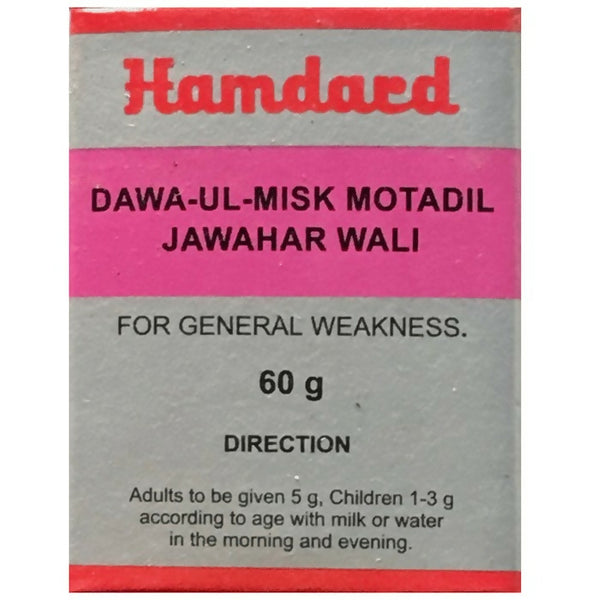 Hamdard
DAWA-UL-MISK MOTADIL
JAWAHAR WALI
FOR GENERAL WEAKNESS.
60 g
DIRECTION
Adults to be given 5 g, Children 1-3 g
according to age with milk or water
in the morning and evening.